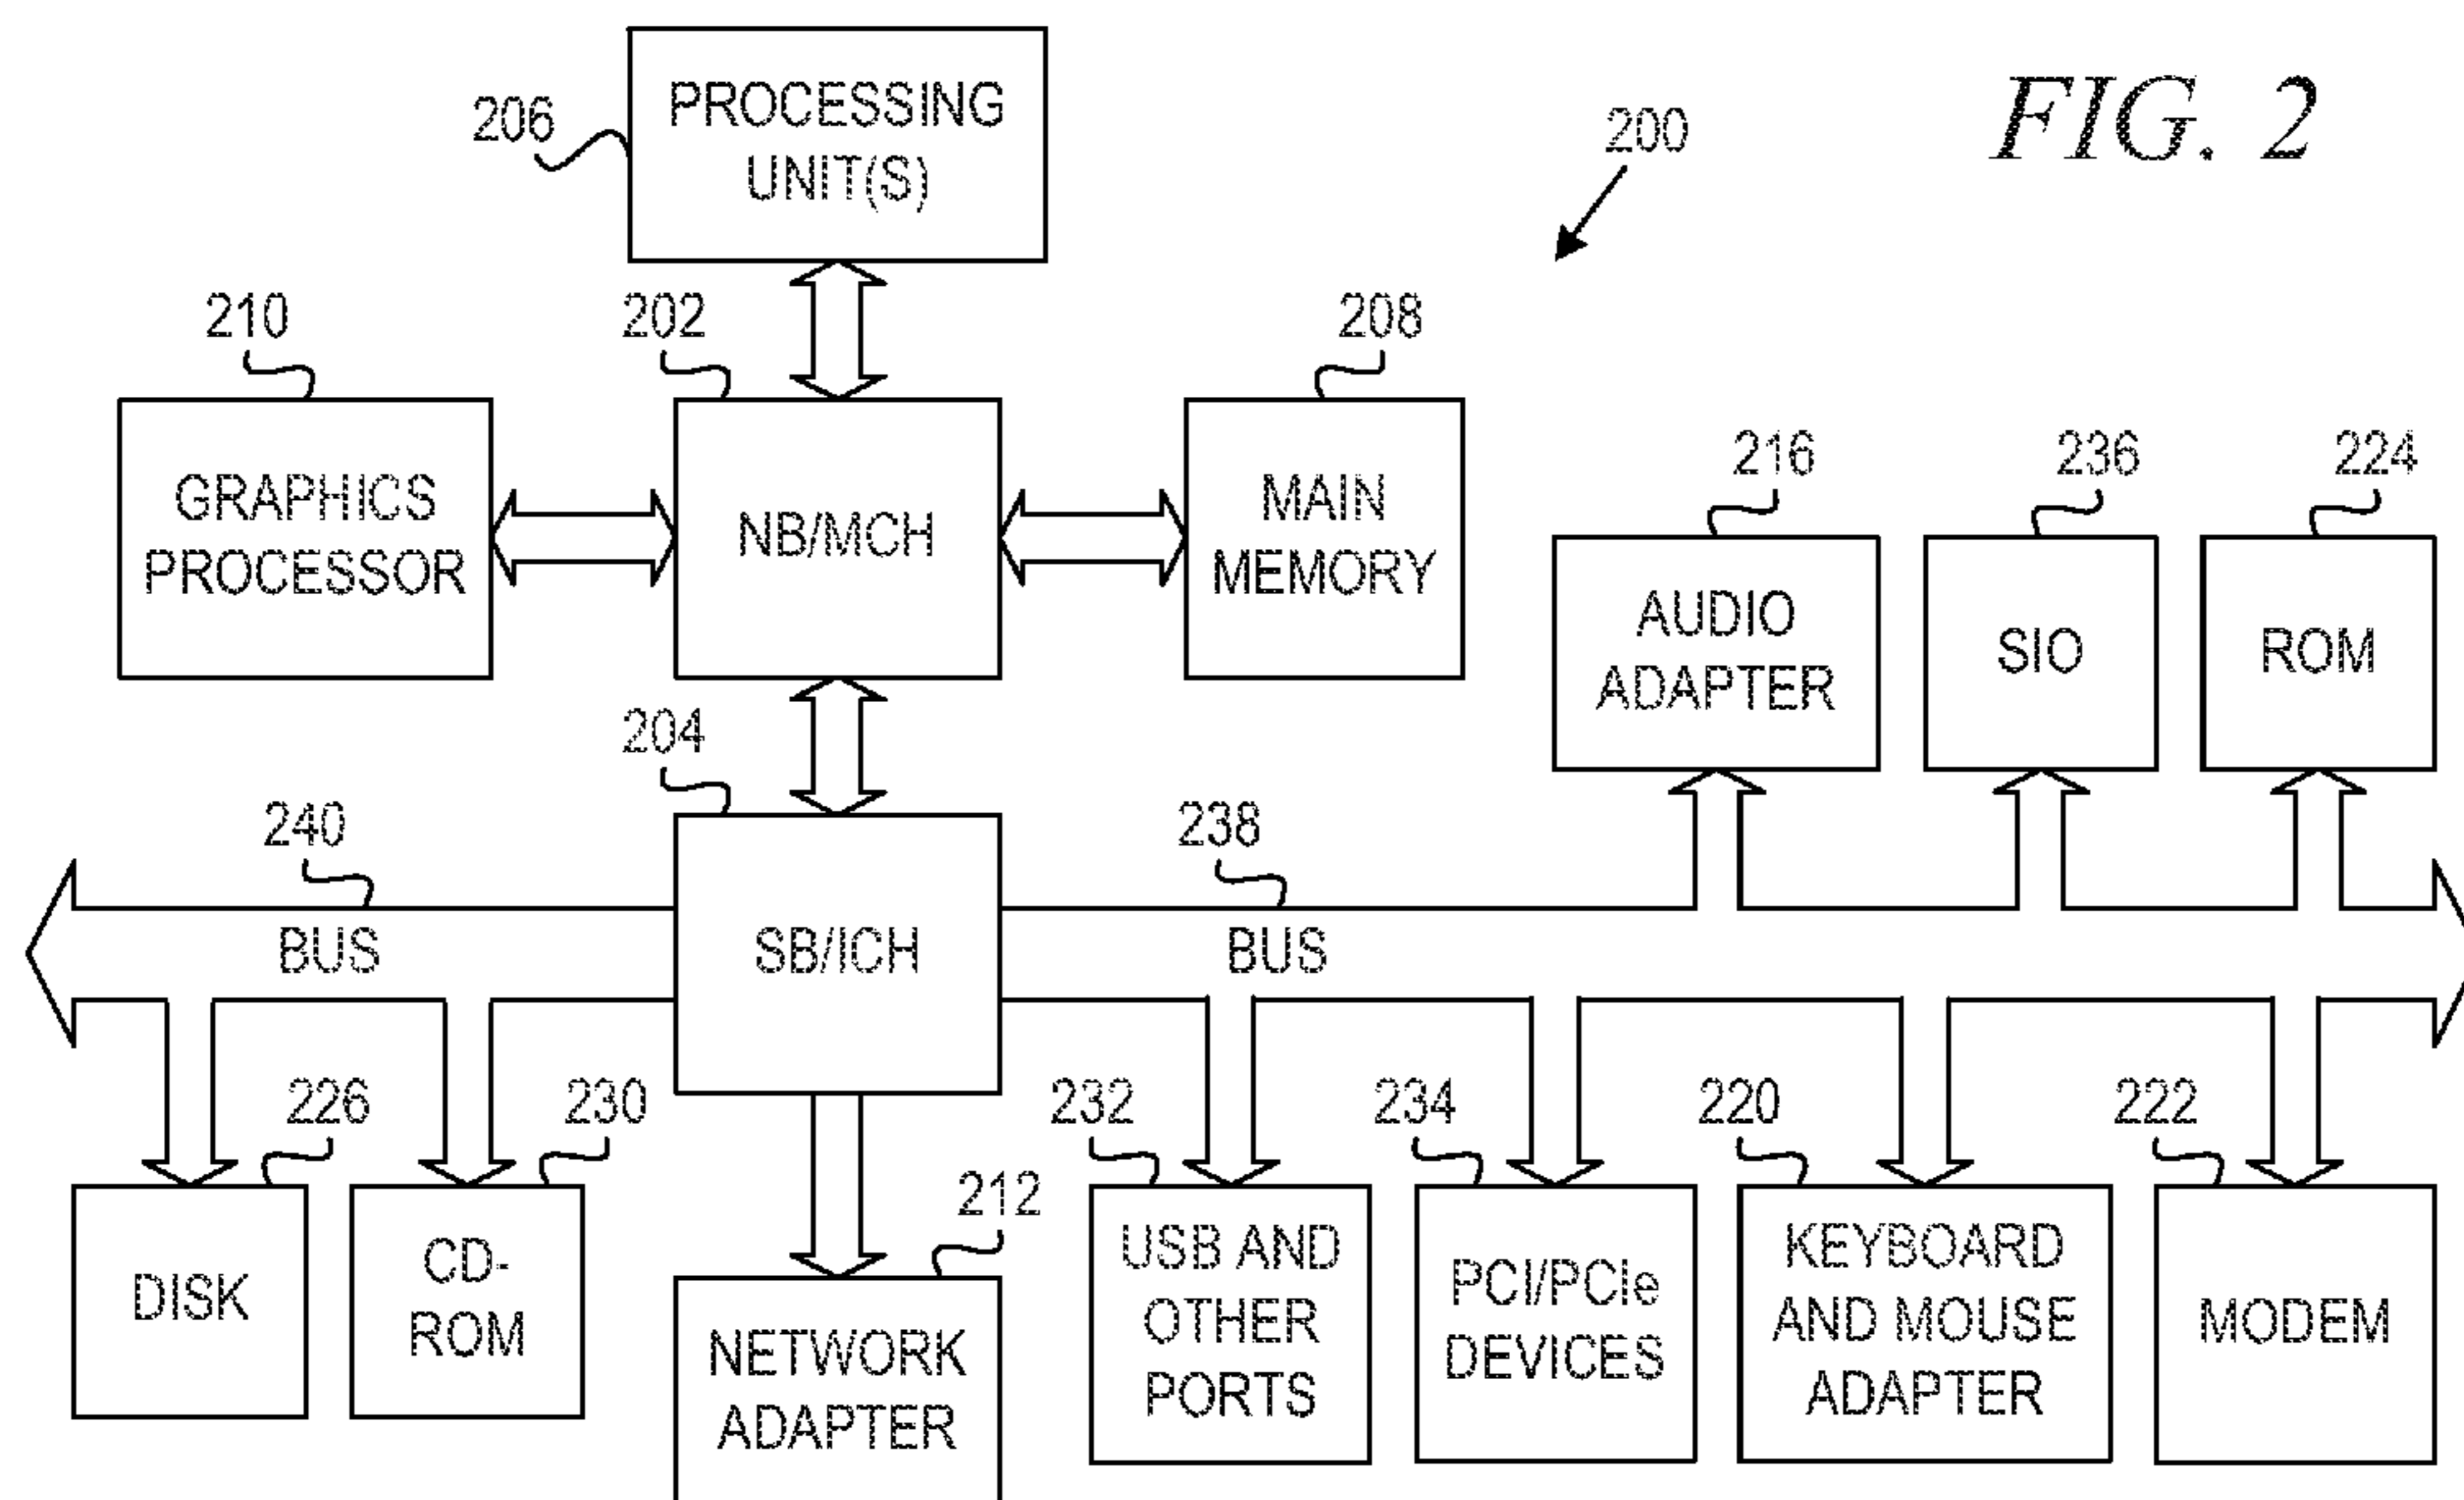 FIG. 2
200
206
PROCESSING
UNIT(S)
210
202
208
GRAPHICS
PROCESSOR
NB/MCH
MAIN
MEMORY
216
236
224
AUDIO
ADAPTER
SIO
ROM
204
240
238
BUS
SB/ICH
BUS
226
230
232
234
220
222
212
DISK
CD-
ROM
NETWORK
ADAPTER
USB AND
OTHER
PORTS
PCI/PCIe
DEVICES
KEYBOARD
AND MOUSE
ADAPTER
MODEM